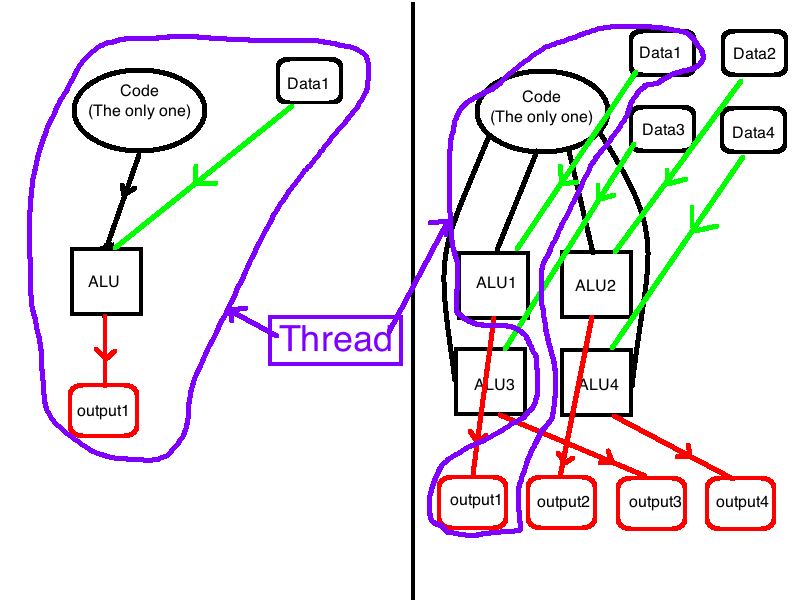 Code
(The only one)
Data1
ALU
output1
Thread
Code
(The only one)
Data1
Data2
Data3
Data4
ALU1
ALU2
ALU3
ALU4
output1
output2
output3
output4